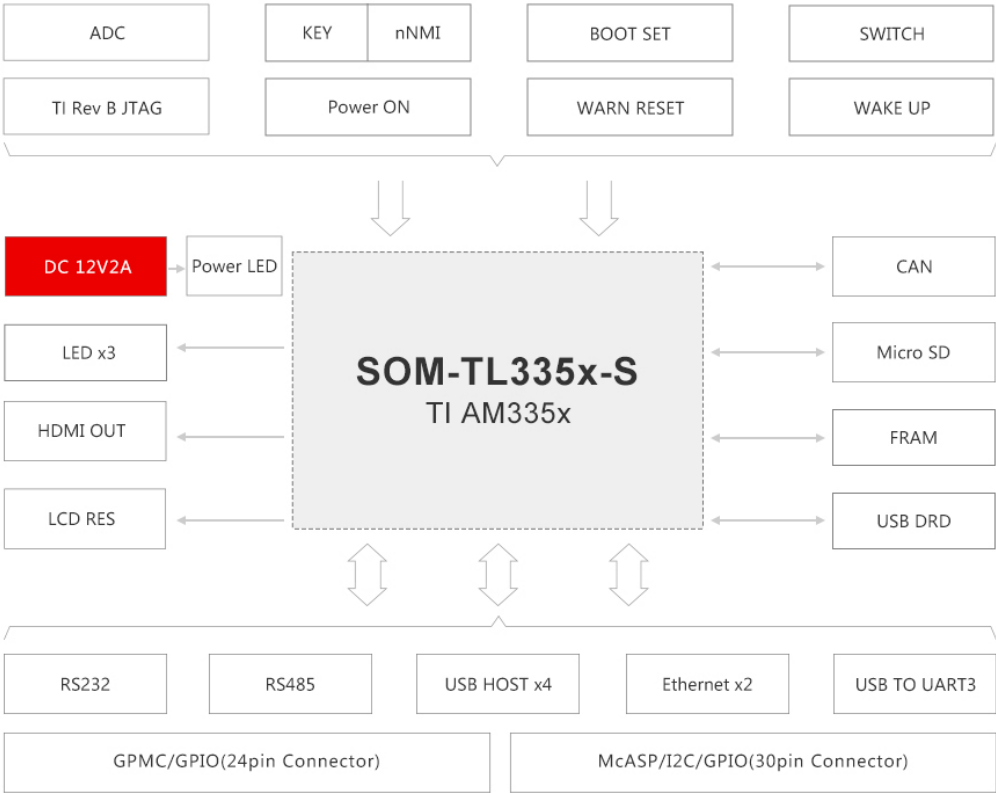 ADC
KEY
nNMI
BOOT SET
SWITCH
TI Rev B JTAG
Power ON
WARN RESET
WAKE UP
DC 12V2A
Power LED
CAN
LED x3
Micro SD
SOM-TL335x-S
TI AM335x
HDMI OUT
FRAM
LCD RES
USB DRD
RS232
RS485
USB HOST x4
Ethernet x2
USB TO UART3
GPMC/GPIO(24pin Connector)
McASP/I2C/GPIO(30pin Connector)